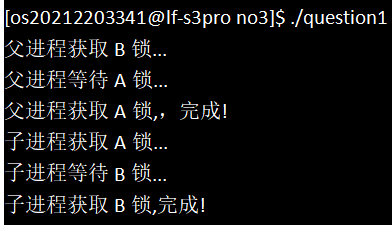 [os20212203341@lf-s3pro no3]$ ./question1
父进程获取 B 锁...
父进程等待 A 锁...
父进程获取 A 锁,，完成!
子进程获取 A 锁...
子进程等待 B 锁...
子进程获取 B 锁,完成!